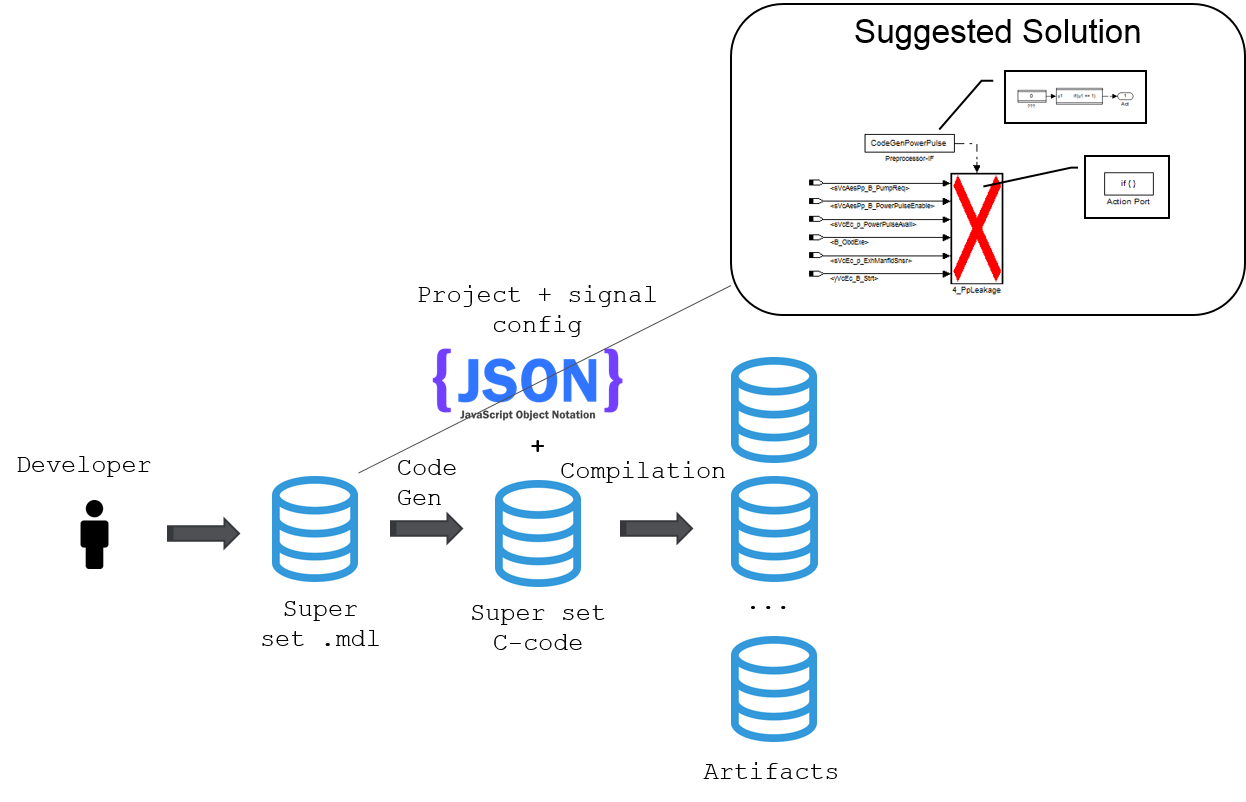 Suggested Solution
0
???
u1
if(u1 == 1)
1
Act
CodeGenPowerPulse
Preprocessor-IF
if { }
Action Port
<sVcAesPp_B_PumpReq>
<sVcAesPp_B_PowerPulseEnable>
<sVcEc_p_PowerPulseAvail>
<B_ObdExe>
<sVcEc_p_ExhManfldSnsr>
<yVcEc_B_Strt>
4_PpLeakage
Project + signal
config
{JSON}
JavaScript Object Notation
+
Developer
Code
Gen
Compilation
Super
set .mdl
Super set
C-code
...
Artifacts